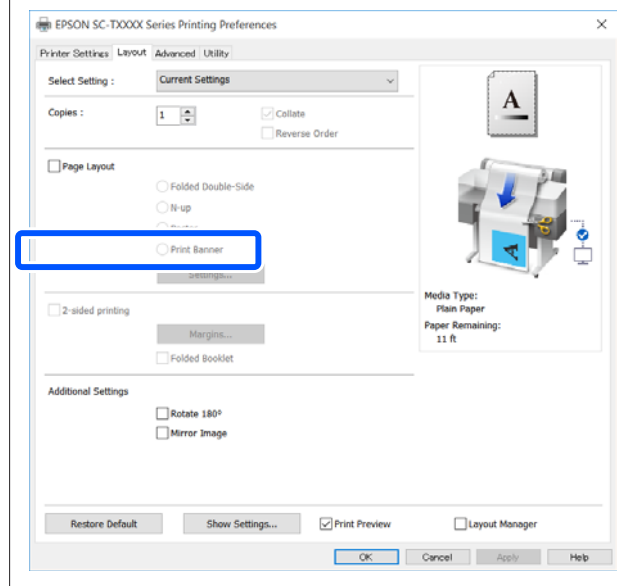 EPSON SC-TXXXX Series Printing Preferences
Printer Settings Layout Advanced Utility
Select Setting : Current Settings
Copies : 1 Collate
Reverse Order
A
Page Layout
Folded Double-Side
N-up
Print Banner
Settings...
A
2-sided printing
Margins...
Folded Booklet
Media Type:
Plain Paper
Paper Remaining:
11 ft
Additional Settings
Rotate 180º
Mirror Image
Restore Default Show Settings... Print Preview Layout Manager
OK Cancel Apply Help